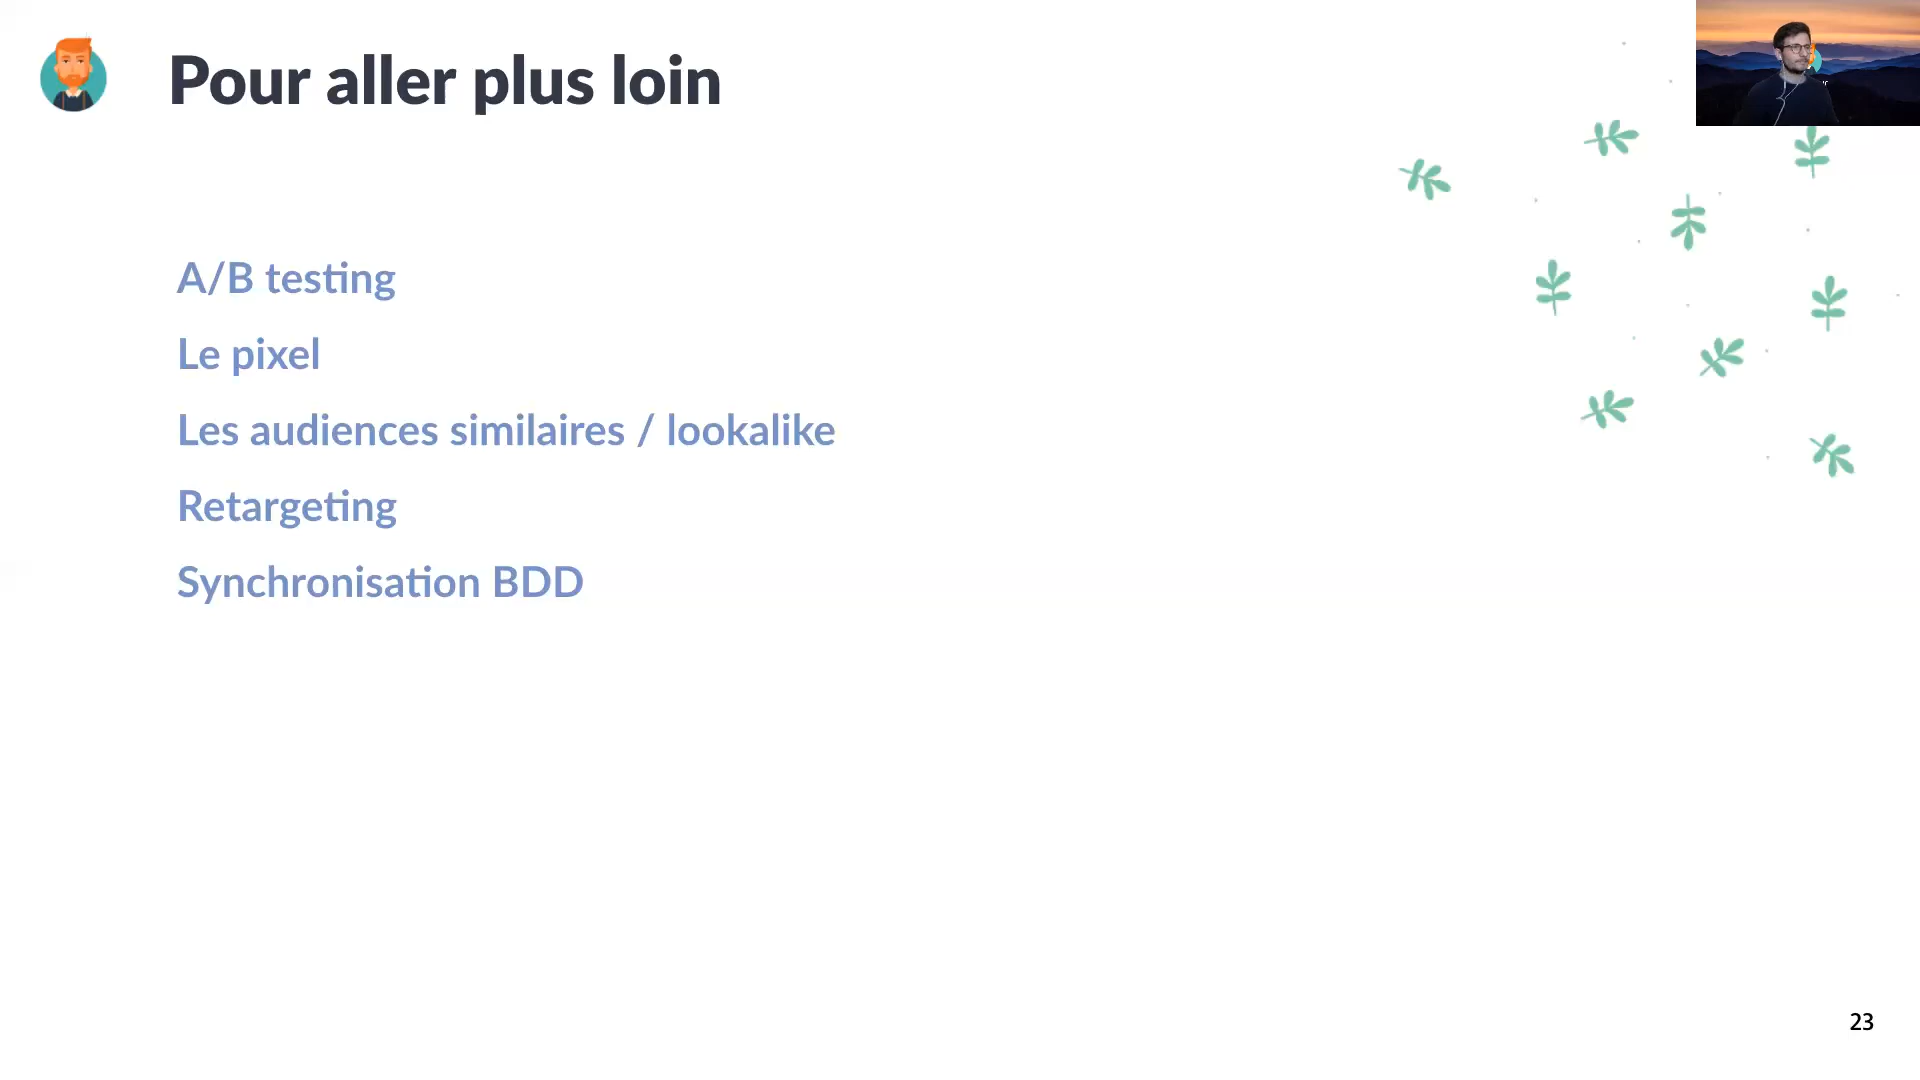 Pour aller plus loin
A/B testing
Le pixel
Les audiences similaires / lookalike
Retargeting
Synchronisation BDD
23